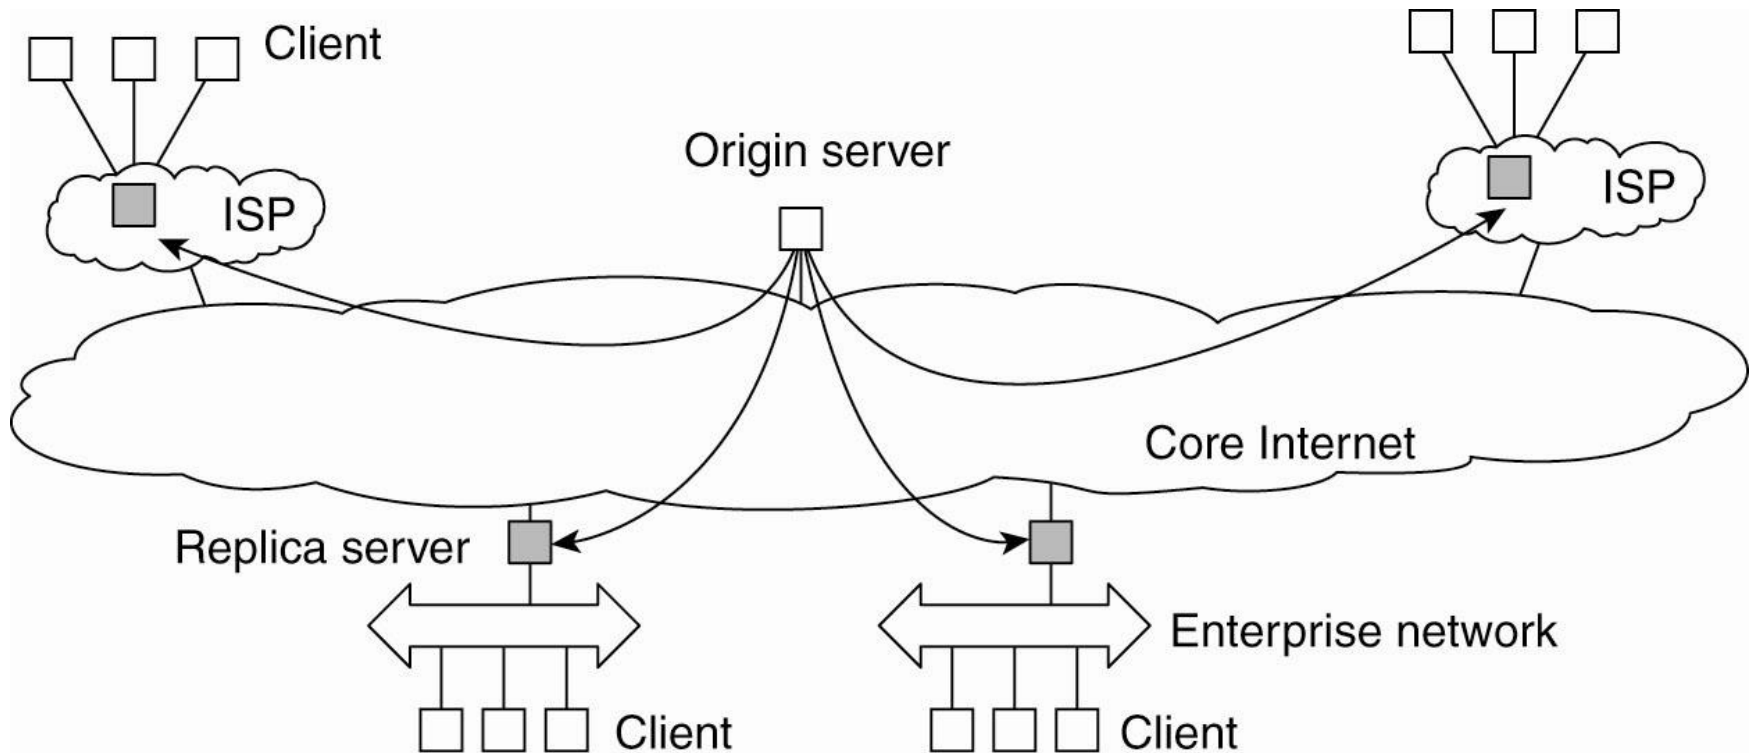 Client
Origin server
ISP
ISP
Core Internet
Replica server
Enterprise network
Client
Client